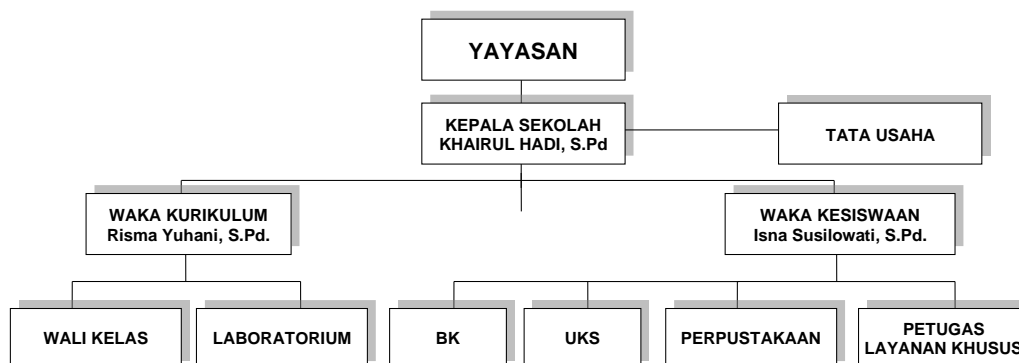 YAYASAN
KEPALA SEKOLAH
KHAIRUL HADI, S.Pd
TATA USAHA
WAKA KURIKULUM
Risma Yuhani, S.Pd.
WAKA KESISWAAN
Isna Susilowati, S.Pd.
WALI KELAS
LABORATORIUM
BK
UKS
PERPUSTAKAAN
PETUGAS
LAYANAN KHUSUS